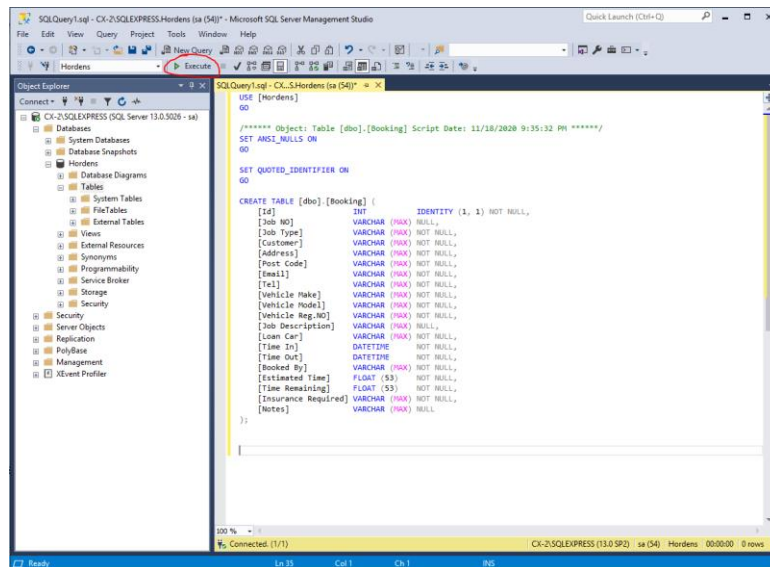 SQLQuery1.sql - CX-2\SQLEXPRESS.Hordens (sa (54))* - Microsoft SQL Server Management Studio
Quick Launch (Ctrl+Q)
File Edit View Query Project Tools Window Help
New Query
Hordens
Execute
Object Explorer
Connect
CX-2\SQLEXPRESS (SQL Server 13.0.5026 - sa)
Databases
System Databases
Database Snapshots
Hordens
Database Diagrams
Tables
System Tables
FileTables
External Tables
Views
External Resources
Synonyms
Programmability
Service Broker
Storage
Security
Security
Server Objects
Replication
PolyBase
Management
XEvent Profiler
SQLQuery1.sql - CX...S.Hordens (sa (54))*
USE [Hordens]
GO
/****** Object: Table [dbo].[Booking] Script Date: 11/18/2020 9:35:32 PM ******/
SET ANSI_NULLS ON
GO
SET QUOTED_IDENTIFIER ON
GO
CREATE TABLE [dbo].[Booking] (
[Id] INT IDENTITY (1, 1) NOT NULL,
[Job NO] VARCHAR (MAX) NULL,
[Job Type] VARCHAR (MAX) NOT NULL,
[Customer] VARCHAR (MAX) NOT NULL,
[Address] VARCHAR (MAX) NOT NULL,
[Post Code] VARCHAR (MAX) NOT NULL,
[Email] VARCHAR (MAX) NOT NULL,
[Tel] VARCHAR (MAX) NOT NULL,
[Vehicle Make] VARCHAR (MAX) NOT NULL,
[Vehicle Model] VARCHAR (MAX) NOT NULL,
[Vehicle Reg.NO] VARCHAR (MAX) NOT NULL,
[Job Description] VARCHAR (MAX) NULL,
[Loan Car] VARCHAR (MAX) NOT NULL,
[Time In] DATETIME NOT NULL,
[Time Out] DATETIME NOT NULL,
[Booked By] VARCHAR (MAX) NOT NULL,
[Estimated Time] FLOAT (53) NOT NULL,
[Time Remaining] FLOAT (53) NOT NULL,
[Insurance Required] VARCHAR (MAX) NOT NULL,
[Notes] VARCHAR (MAX) NULL
);
100 %
Connected. (1/1)
CX-2\SQLEXPRESS (13.0 SP2) sa (54) Hordens 00:00:00 0 rows
Ready Ln 35 Col 1 Ch 1 INS